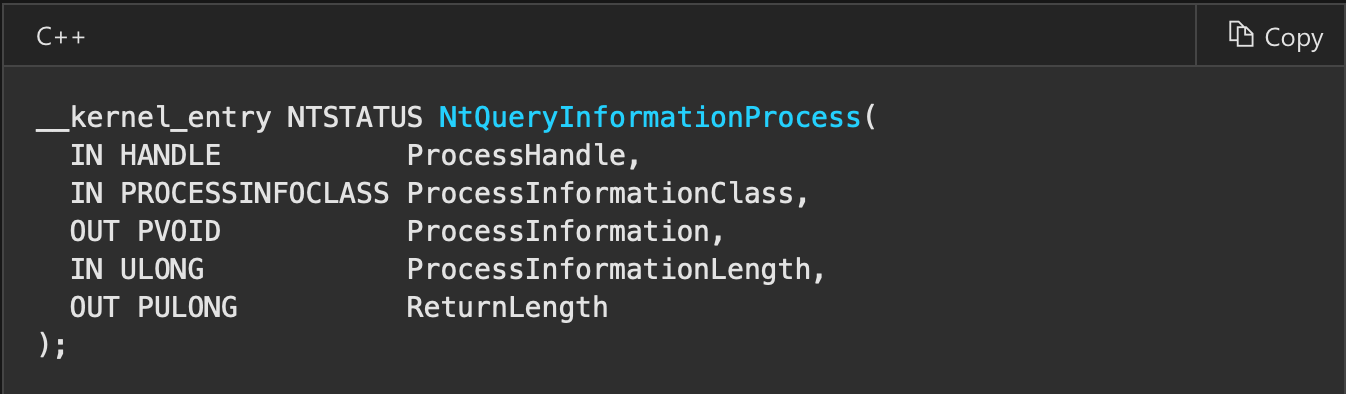 C++
Copy
__kernel_entry NTSTATUS NtQueryInformationProcess(
  IN HANDLE           ProcessHandle,
  IN PROCESSINFOCLASS ProcessInformationClass,
  OUT PVOID           ProcessInformation,
  IN ULONG            ProcessInformationLength,
  OUT PULONG          ReturnLength
);